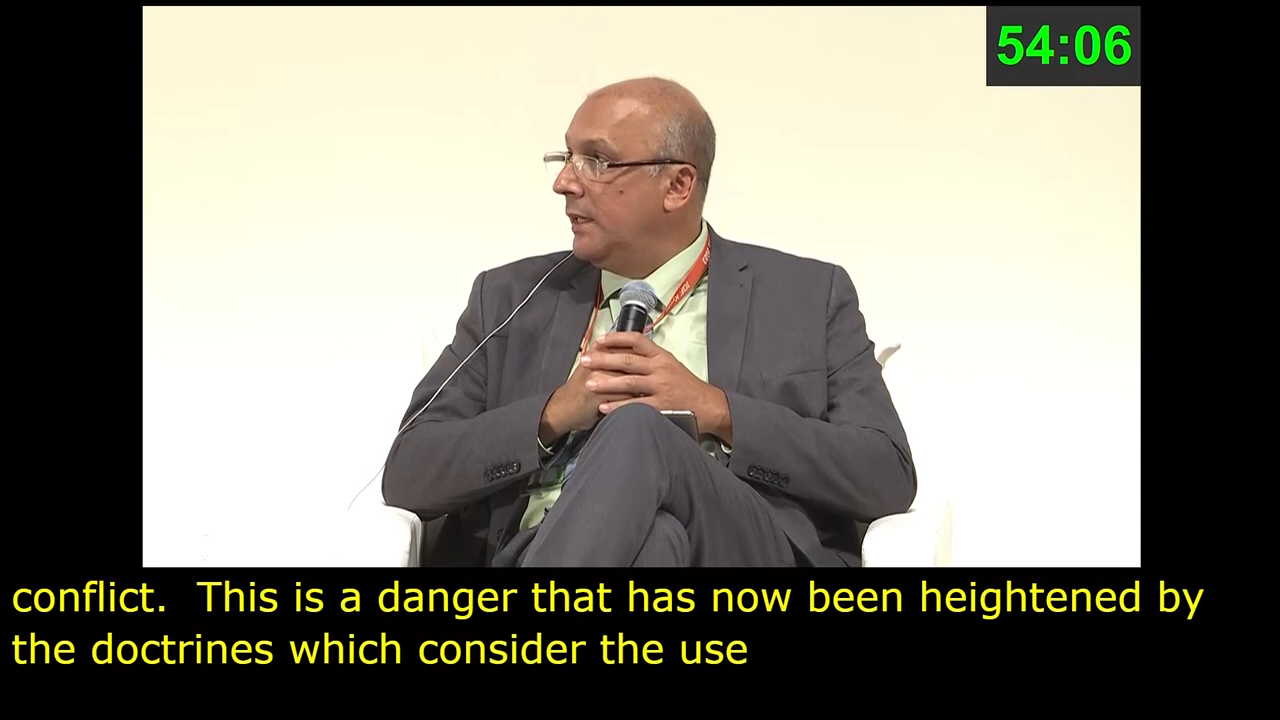 54:06
conflict.  This is a danger that has now been heightened by
the doctrines which consider the use